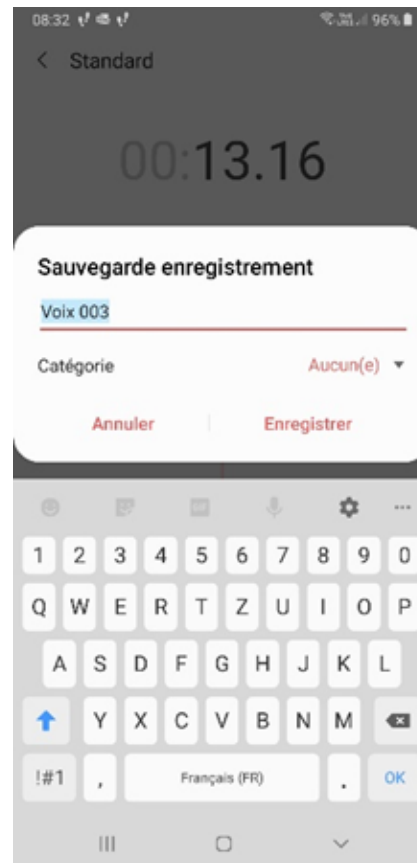 08:32 96%
Standard
00:13.16
Sauvegarde enregistrement
Voix 003
Catégorie Aucun(e)
Annuler Enregistrer
1 2 3 4 5 6 7 8 9 0
Q W E R T Z U I O P
A S D F G H J K L
Y X C V B N M
!#1 , Français (FR) . OK